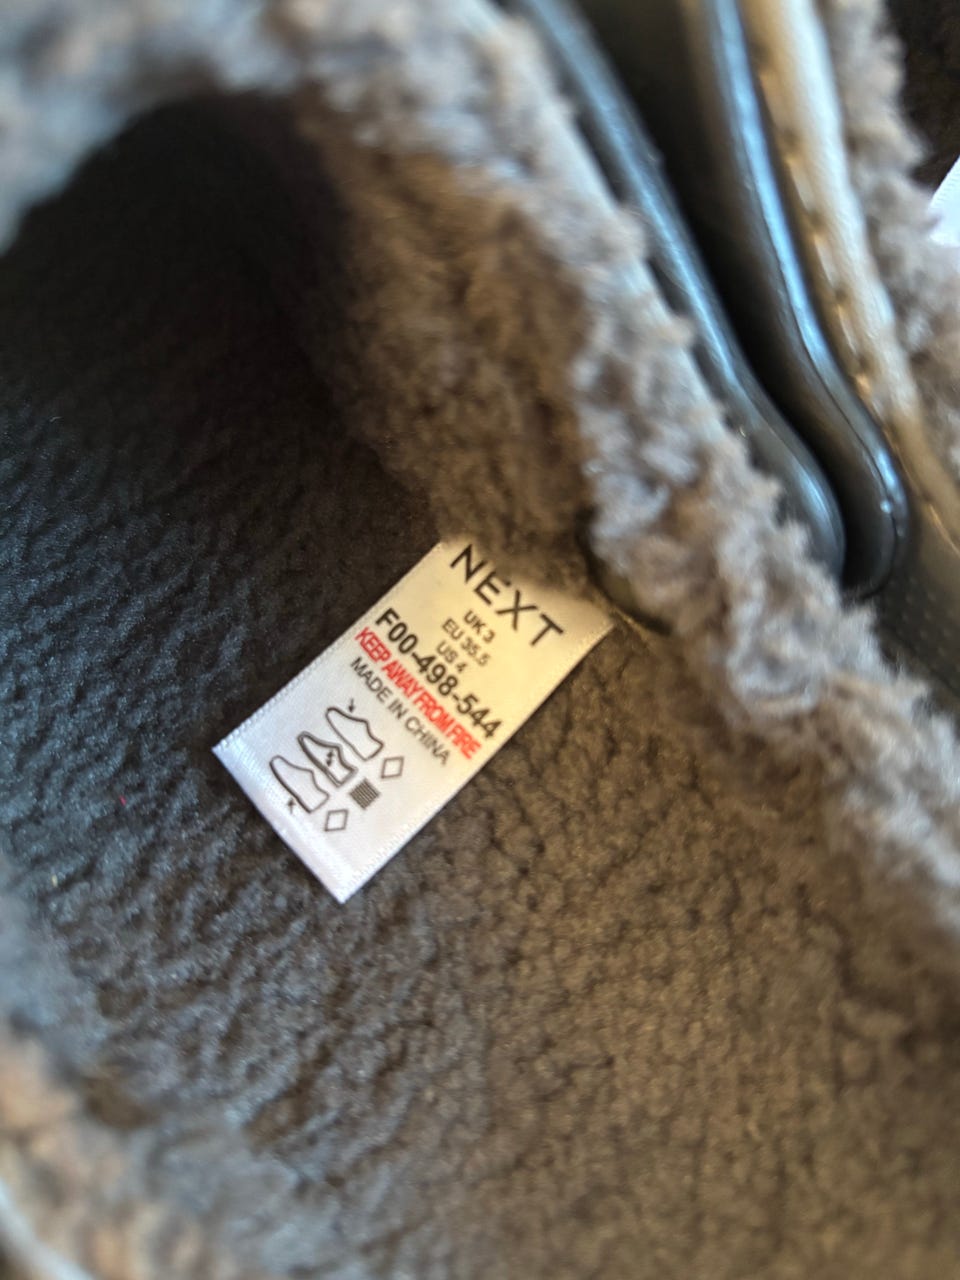 NEXT
UK 3
EU 35.5
US 4
F00-498-544
KEEP AWAY FROM FIRE
MADE IN CHINA